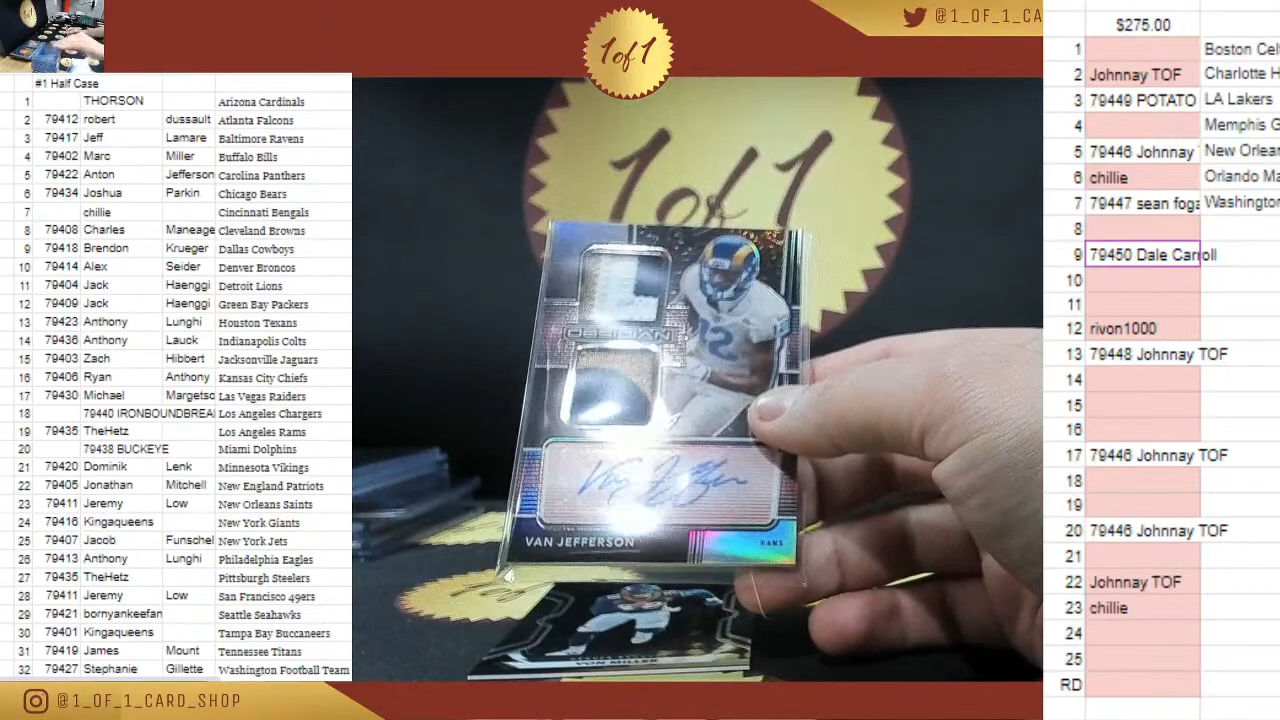 @1_OF_1_CA
1of1
#1 Half Case
1 THORSON Arizona Cardinals
2 79412 robert dussault Atlanta Falcons
3 79417 Jeff Lamare Baltimore Ravens
4 79402 Marc Miller Buffalo Bills
5 79422 Anton Jefferson Carolina Panthers
6 79434 Joshua Parkin Chicago Bears
7 chillie Cincinnati Bengals
8 79408 Charles Maneage Cleveland Browns
9 79418 Brendon Krueger Dallas Cowboys
10 79414 Alex Seider Denver Broncos
11 79404 Jack Haenggi Detroit Lions
12 79409 Jack Haenggi Green Bay Packers
13 79423 Anthony Lunghi Houston Texans
14 79436 Anthony Lauck Indianapolis Colts
15 79403 Zach Hibbert Jacksonville Jaguars
16 79406 Ryan Anthony Kansas City Chiefs
17 79430 Michael Margetso Las Vegas Raiders
18 79440 IRONBOUNDBREA Los Angeles Chargers
19 79435 TheHetz Los Angeles Rams
20 79438 BUCKEYE Miami Dolphins
21 79420 Dominik Lenk Minnesota Vikings
22 79405 Jonathan Mitchell New England Patriots
23 79411 Jeremy Low New Orleans Saints
24 79416 Kingaqueens New York Giants
25 79407 Jacob Funschel New York Jets
26 79413 Anthony Lunghi Philadelphia Eagles
27 79435 TheHetz Pittsburgh Steelers
28 79411 Jeremy Low San Francisco 49ers
29 79421 bornyankeefan Seattle Seahawks
30 79401 Kingaqueens Tampa Bay Buccaneers
31 79419 James Mount Tennessee Titans
32 79427 Stephanie Gillette Washington Football Team
1of1
OBSIDIAN
12
VAN JEFFERSON
RAMS
VON MILLER
$275.00
1 Boston Cel
2 Johnnay TOF Charlotte H
3 79449 POTATO LA Lakers
4 Memphis G
5 79446 Johnnay New Orlean
6 chillie Orlando Ma
7 79447 sean foga Washington
8
9 79450 Dale Carroll
10
11
12 rivon1000
13 79448 Johnnay TOF
14
15
16
17 79446 Johnnay TOF
18
19
20 79446 Johnnay TOF
21
22 Johnnay TOF
23 chillie
24
25
RD
@1_OF_1_CARD_SHOP